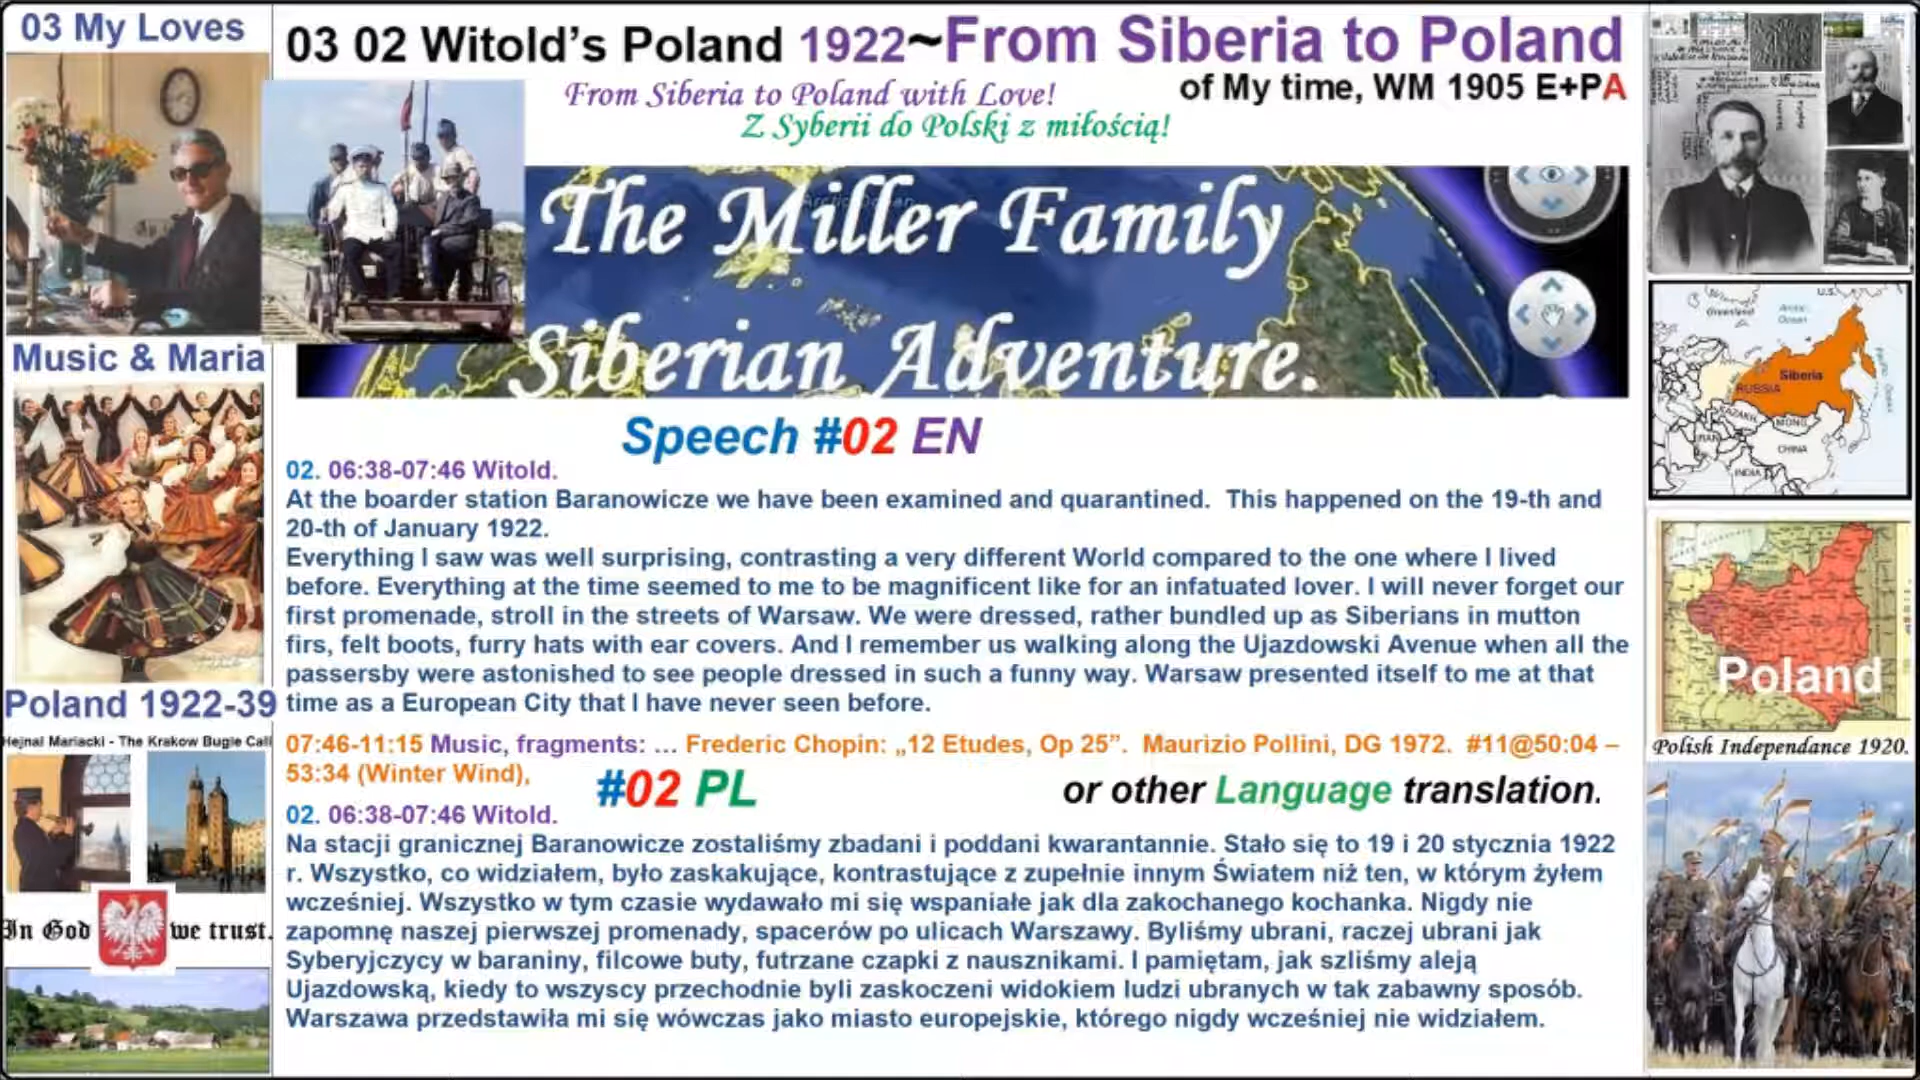 03 My Loves
03 02 Witold's Poland 1922~From Siberia to Poland
of My time, WM 1905 E+PA
From Siberia to Poland with Love!
Z Syberii do Polski z miłością!
The Miller Family
Siberian Adventure.
Music & Maria
Speech #02 EN
02. 06:38-07:46 Witold.
At the boarder station Baranowicze we have been examined and quarantined. This happened on the 19-th and
20-th of January 1922.
Everything I saw was well surprising, contrasting a very different World compared to the one where I lived
before. Everything at the time seemed to me to be magnificent like for an infatuated lover. I will never forget our
first promenade, stroll in the streets of Warsaw. We were dressed, rather bundled up as Siberians in mutton
firs, felt boots, furry hats with ear covers. And I remember us walking along the Ujazdowski Avenue when all the
passersby were astonished to see people dressed in such a funny way. Warsaw presented itself to me at that
time as a European City that I have never seen before.
Poland 1922-39
Hejnal Mariacki - The Krakow Bugle Call
07:46-11:15 Music, fragments: ... Frederic Chopin: „12 Etudes, Op 25”. Maurizio Pollini, DG 1972. #11@50:04 –
53:34 (Winter Wind),
#02 PL
or other Language translation.
02. 06:38-07:46 Witold.
Na stacji granicznej Baranowicze zostaliśmy zbadani i poddani kwarantannie. Stało się to 19 i 20 stycznia 1922
r. Wszystko, co widziałem, było zaskakujące, kontrastujące z zupełnie innym Światem niż ten, w którym żyłem
wcześniej. Wszystko w tym czasie wydawało mi się wspaniałe jak dla zakochanego kochanka. Nigdy nie
zapomnę naszej pierwszej promenady, spacerów po ulicach Warszawy. Byliśmy ubrani, raczej ubrani jak
Syberyjczycy w baraniny, filcowe buty, futrzane czapki z nausznikami. I pamiętam, jak szliśmy aleją
Ujazdowską, kiedy to wszyscy przechodnie byli zaskoczeni widokiem ludzi ubranych w tak zabawny sposób.
Warszawa przedstawiła mi się wówczas jako miasto europejskie, którego nigdy wcześniej nie widziałem.
In God we trust.
Greenland
U.S.
Arctic
Ocean
Siberia
RUSSIA
KAZAKH.
MONG.
IRAN
CHINA
INDIA
Poland
Polish Independance 1920.